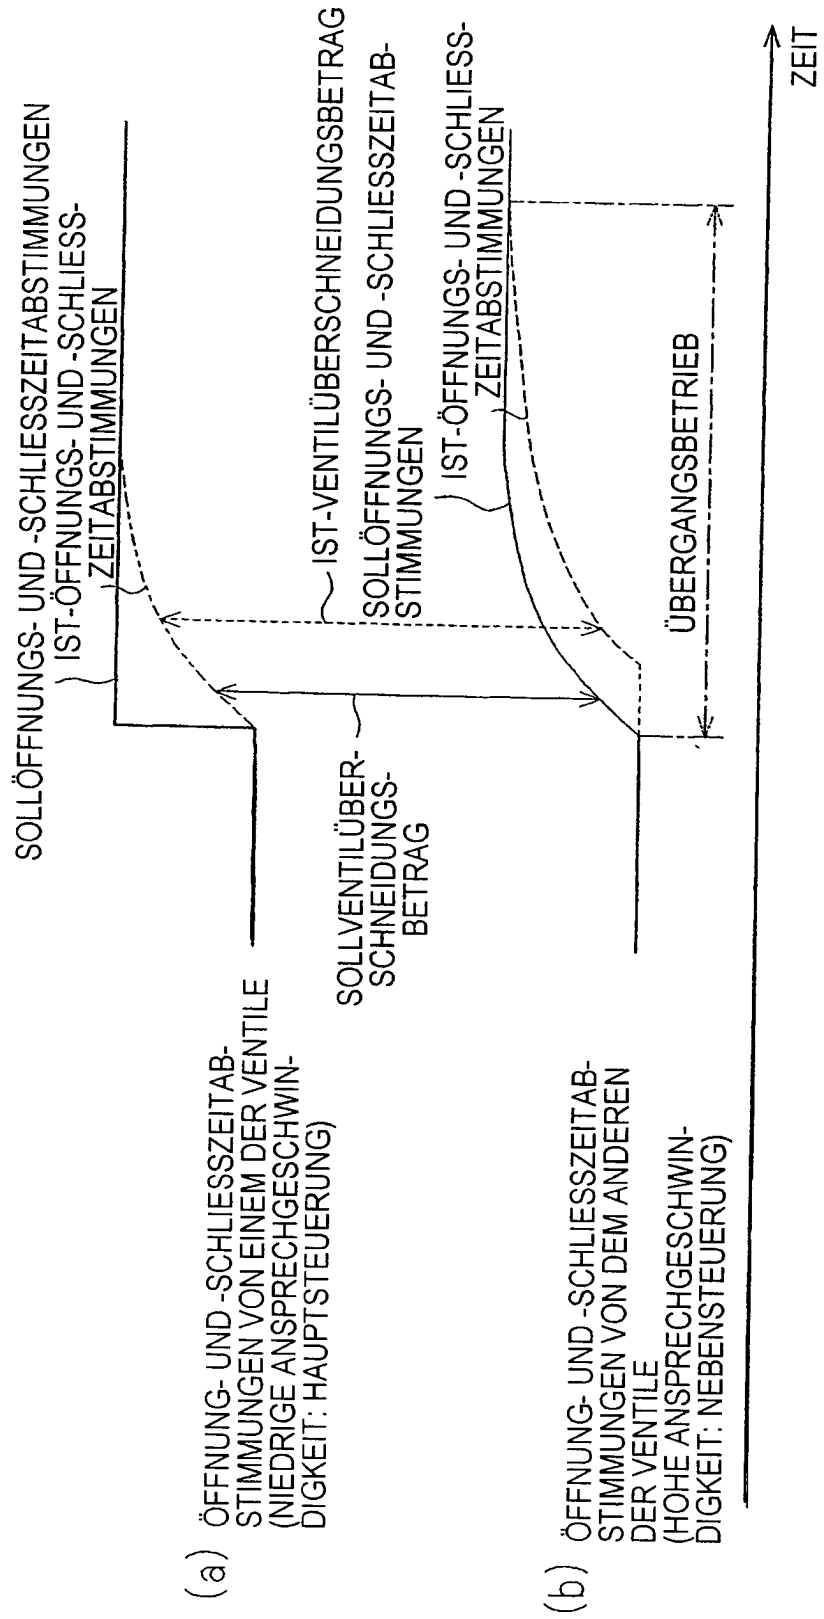 SOLLÖFFNUNGS- UND -SCHLIESSZEITABSTIMMUNGEN
IST-ÖFFNUNGS- UND -SCHLIESS-
ZEITABSTIMMUNGEN
(a) ÖFFNUNG- UND -SCHLIESSZEITAB-
STIMMUNGEN VON EINEM DER VENTILE
(NIEDRIGE ANSPRECHGESCHWIN-
DIGKEIT: HAUPTSTEUERUNG)
IST-VENTILÜBERSCHNEIDUNGSBETRAG
SOLLVENTILÜBER-
SCHNEIDUNGS-
BETRAG
SOLLÖFFNUNGS- UND -SCHLIESSZEITAB-
STIMMUNGEN
IST-ÖFFNUNGS- UND -SCHLIESS-
ZEITABSTIMMUNGEN
(b) ÖFFNUNG- UND -SCHLIESSZEITAB-
STIMMUNGEN VON DEM ANDEREN
DER VENTILE
(HOHE ANSPRECHGESCHWIN-
DIGKEIT: NEBENSTEUERUNG)
ÜBERGANGSBETRIEB
ZEIT